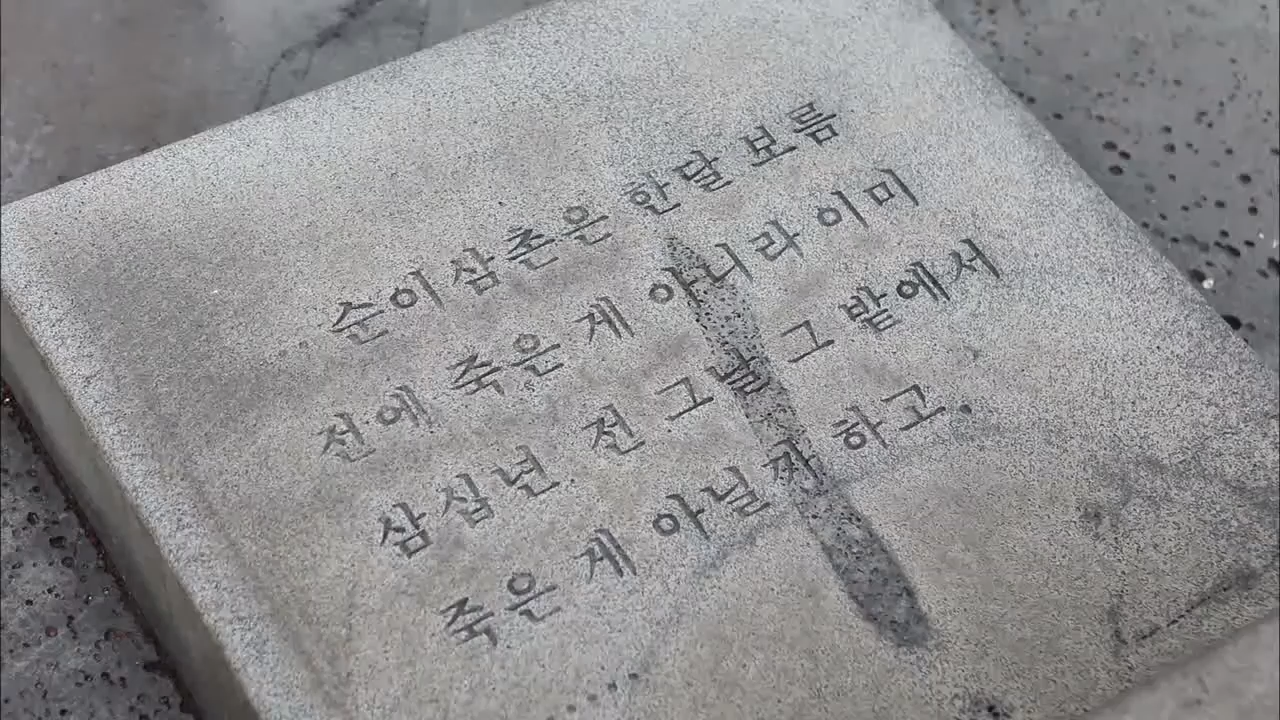 순이삼촌은 한달 보름
전에 죽은 게 아니라 이미
삼십년 전 그날 그 밭에서
죽은 게 아닐까 하고.